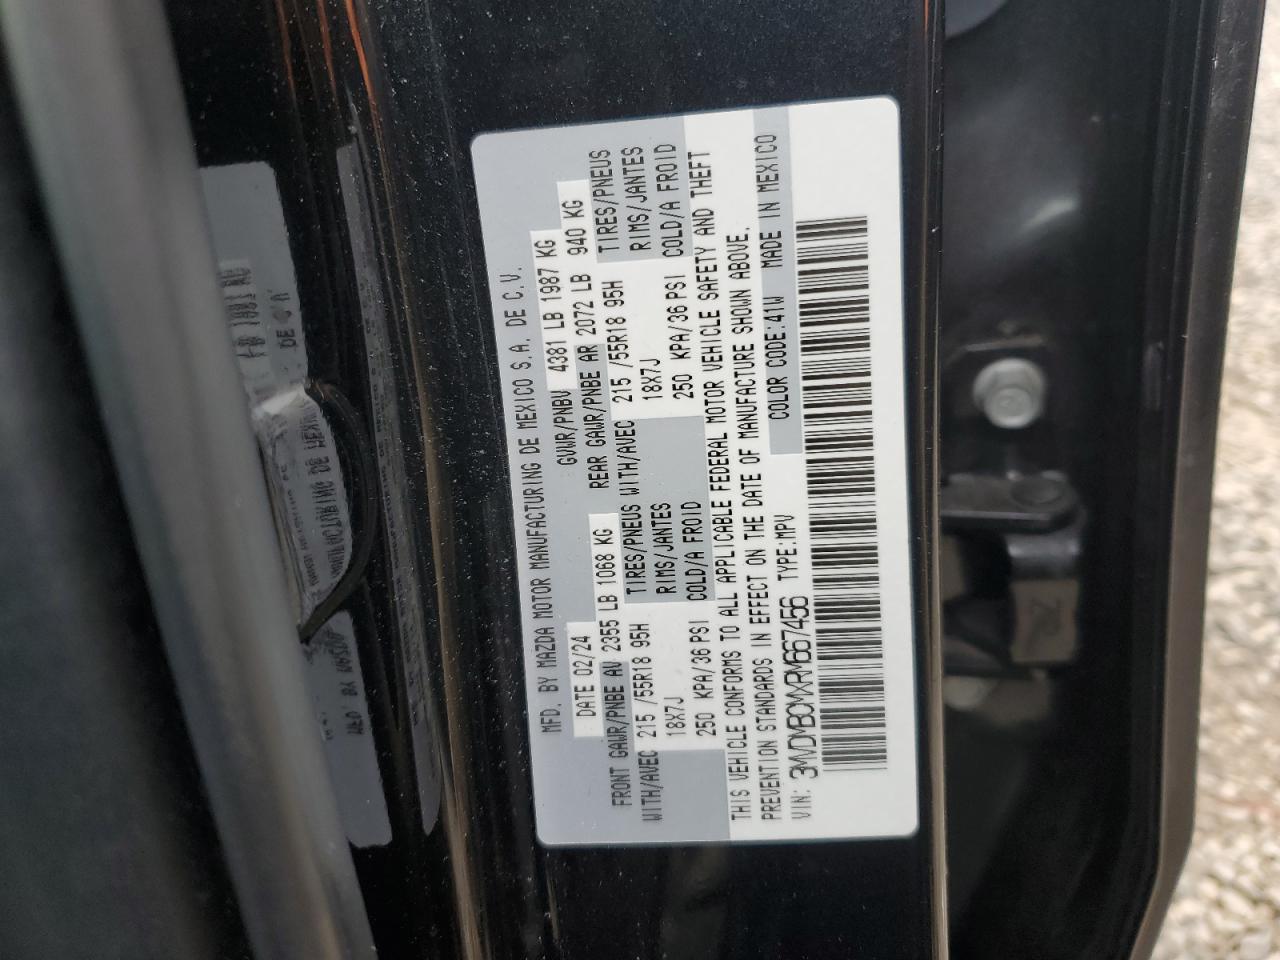 MFD. BY MAZDA MOTOR MANUFACTURING DE MEXICO S.A. DE C.V.
DATE 02/24 GVWR/PNBV 4381 LB 1987 KG
FRONT GAWR/PNBE AV 2355 LB 1068 KG REAR GAWR/PNBE AR 2072 LB 940 KG
WITH/AVEC 215 /55R18 95H TIRES/PNEUS WITH/AVEC 215 /55R18 95H TIRES/PNEUS
18X7J RIMS/JANTES 18X7J RIMS/JANTES
250 KPA/36 PSI COLD/A FROID 250 KPA/36 PSI COLD/A FROID
THIS VEHICLE CONFORMS TO ALL APPLICABLE FEDERAL MOTOR VEHICLE SAFETY AND THEFT
PREVENTION STANDARDS IN EFFECT ON THE DATE OF MANUFACTURE SHOWN ABOVE.
VIN: 3MVDMBCMXRM667456 TYPE:MPV COLOR CODE:41W MADE IN MEXICO